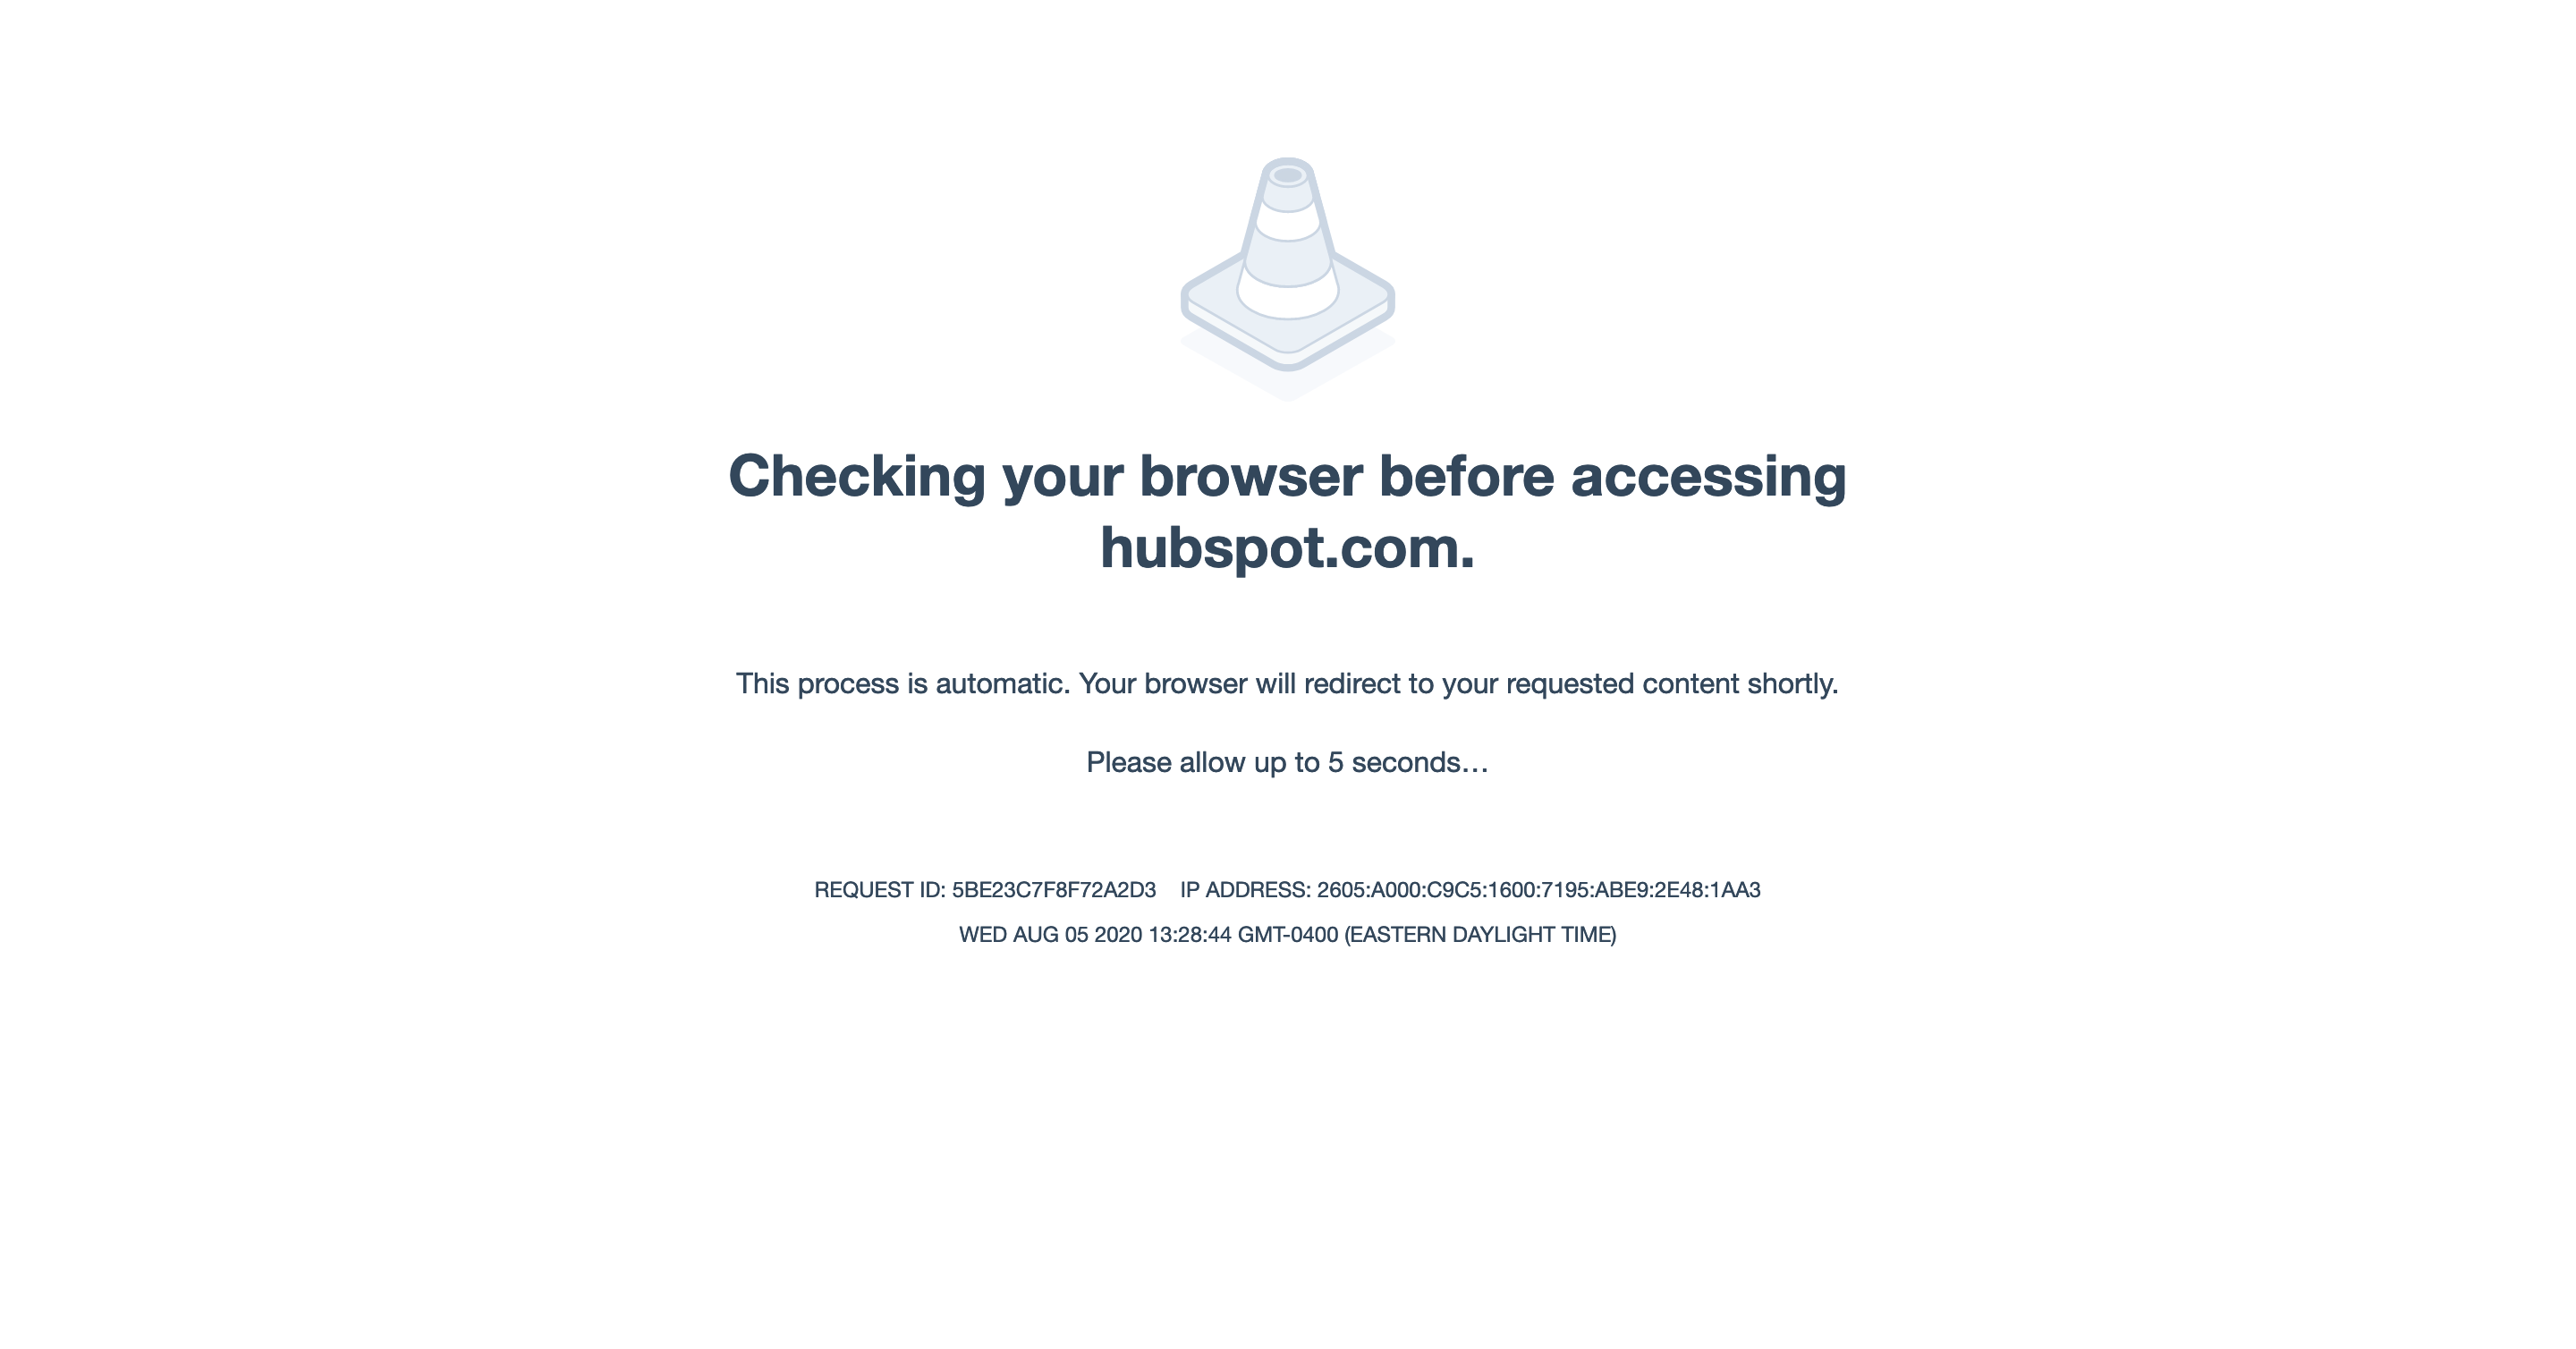 Checking your browser before accessing
hubspot.com.
This process is automatic. Your browser will redirect to your requested content shortly.
Please allow up to 5 seconds…
REQUEST ID: 5BE23C7F8F72A2D3 IP ADDRESS: 2605:A000:C9C5:1600:7195:ABE9:2E48:1AA3
WED AUG 05 2020 13:28:44 GMT-0400 (EASTERN DAYLIGHT TIME)